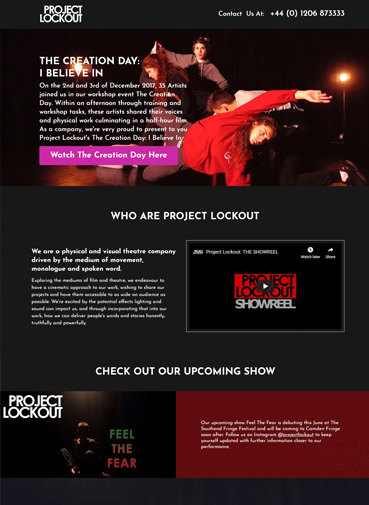 PROJECT
LOCKOUT
Contact Us At: +44 (0) 1206 873333
THE CREATION DAY:
I BELIEVE IN
On the 2nd and 3rd of December 2017, 35 Artists
joined us in our workshop event The Creation
Day. Within an afternoon through training and
workshop tasks, these artists shared their voices
and physical work culminating in a half-hour film.
As a company, we're very proud to present to you
Project Lockout's The Creation Day: I Believe In:
Watch The Creation Day Here
WHO ARE PROJECT LOCKOUT
We are a physical and visual theatre company
driven by the medium of movement,
monologue and spoken word.
Exploring the mediums of film and theatre, we endeavour to
have a cinematic approach to our work, wishing to share our
projects and have them accessible to as wide an audience as
possible. We're excited by the potential effects lighting and
sound can impact us, and through incorporating that into our
work, how we can deliver people's words and stories honestly,
truthfully and powerfully.
Project Lockout: THE SHOWREEL
Watch later
Share
PROJECT
LOCKOUT
SHOWREEL
CHECK OUT OUR UPCOMING SHOW
PROJECT
LOCKOUT
FEEL
THE
FEAR
Our upcoming show Feel The Fear is debuting this June at The
Southend Fringe Festival and will be coming to Camden Fringe
soon after. Follow us on Instagram @projectlockout to keep
yourself updated with further information closer to our
performance.